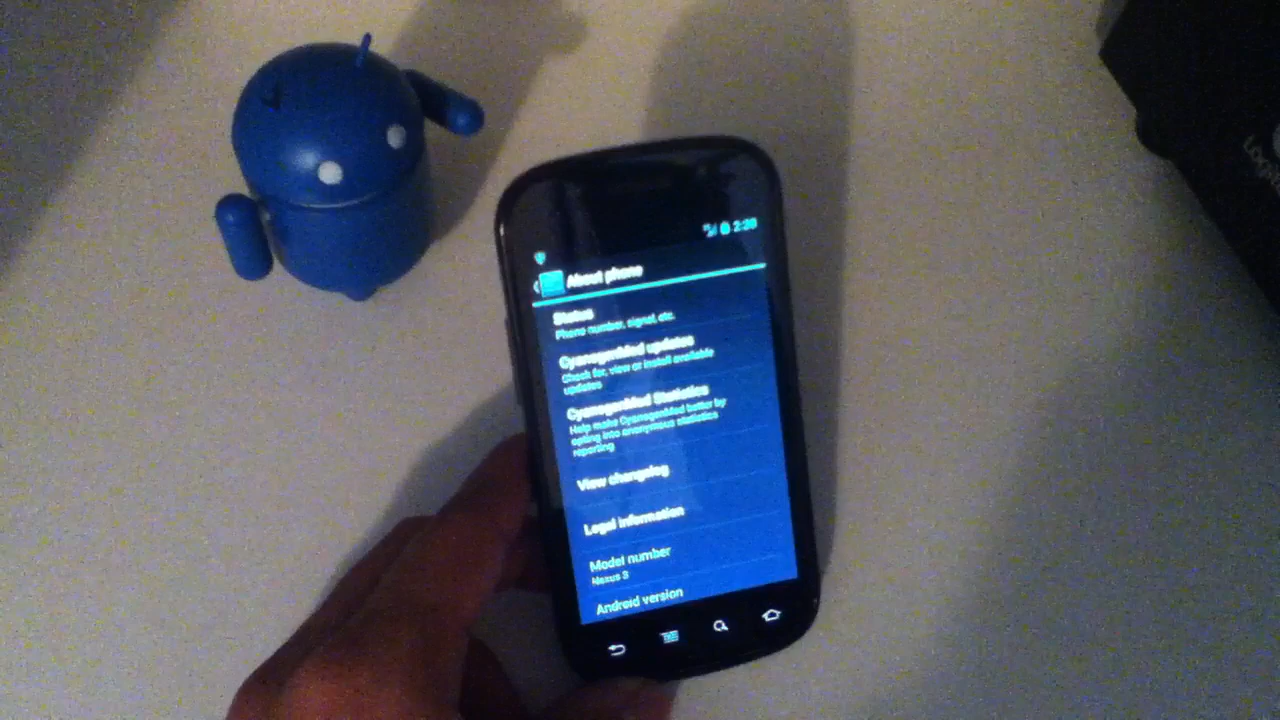 2:20
About phone
Status
Phone number, signal, etc.
CyanogenMod updates
Check for, view or install available
updates
CyanogenMod Statistics
Help make CyanogenMod better by
opting into anonymous statistics
reporting
View changelog
Legal information
Model number
Nexus S
Android version